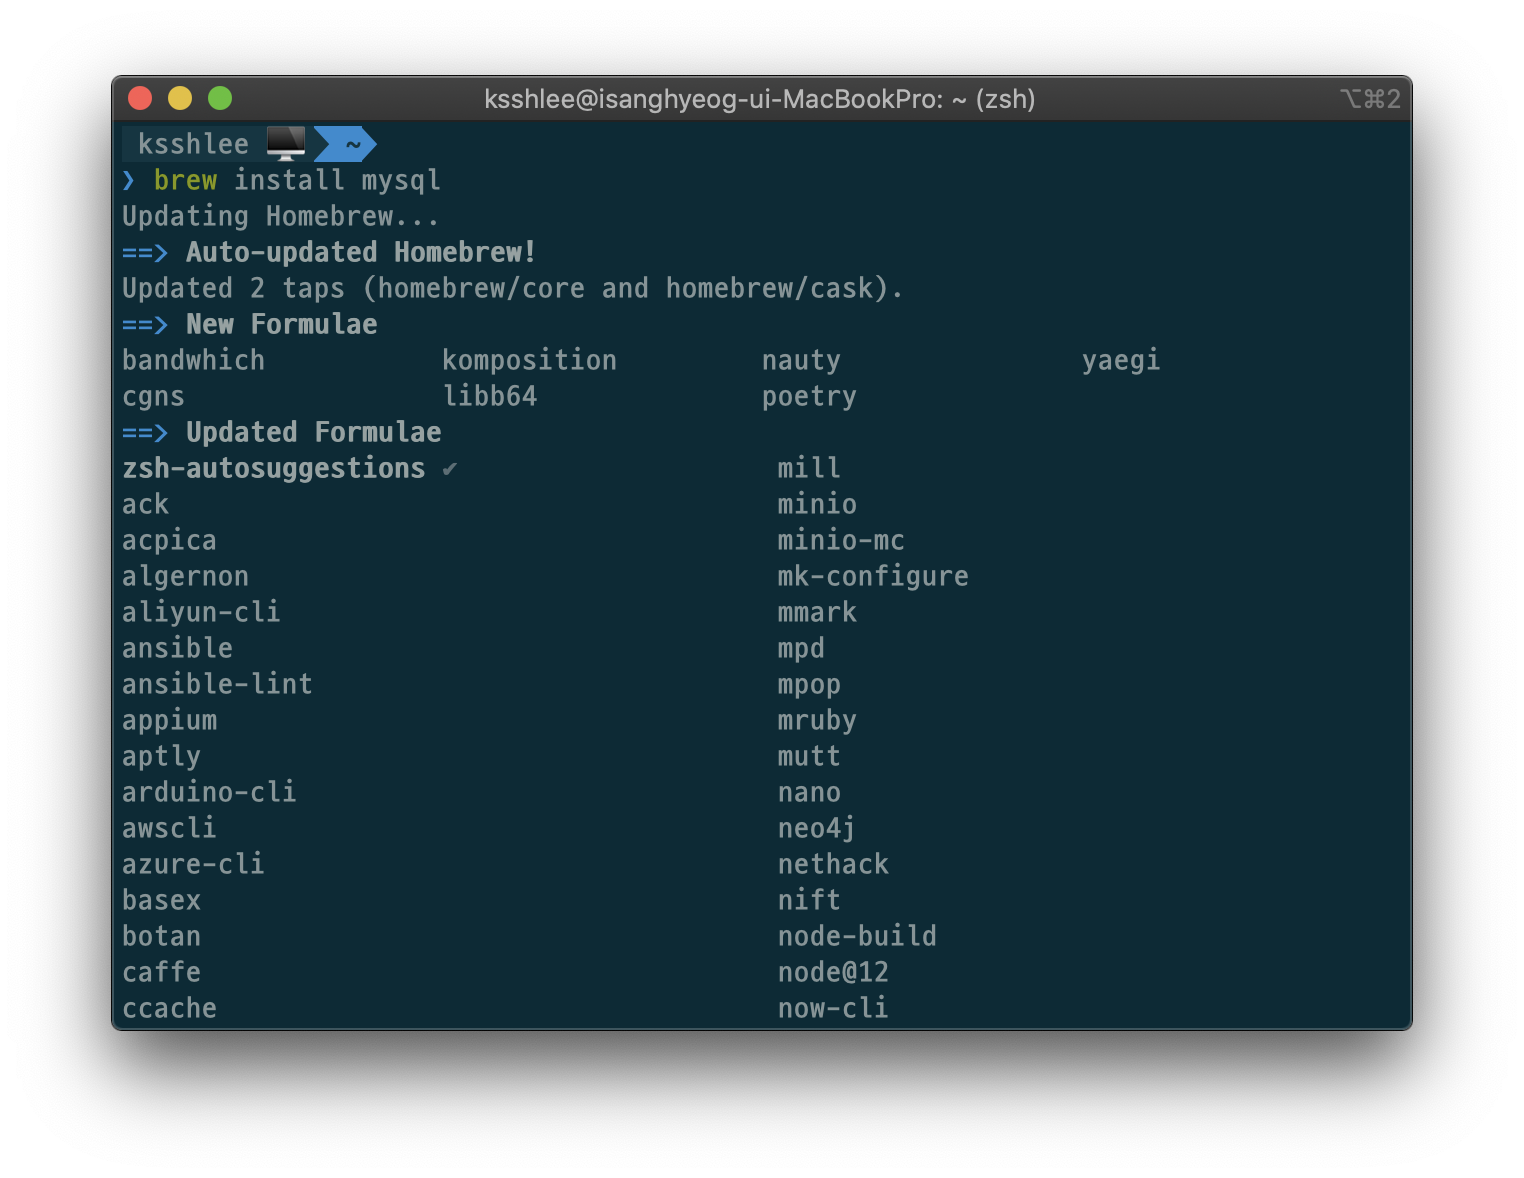 ksshlee@isanghyeog-ui-MacBookPro: ~ (zsh) ⌥⌘2
ksshlee 🖥 ~
❯ brew install mysql
Updating Homebrew...
==> Auto-updated Homebrew!
Updated 2 taps (homebrew/core and homebrew/cask).
==> New Formulae
bandwhich komposition nauty yaegi
cgns libb64 poetry
==> Updated Formulae
zsh-autosuggestions ✔ mill
ack minio
acpica minio-mc
algernon mk-configure
aliyun-cli mmark
ansible mpd
ansible-lint mpop
appium mruby
aptly mutt
arduino-cli nano
awscli neo4j
azure-cli nethack
basex nift
botan node-build
caffe node@12
ccache now-cli